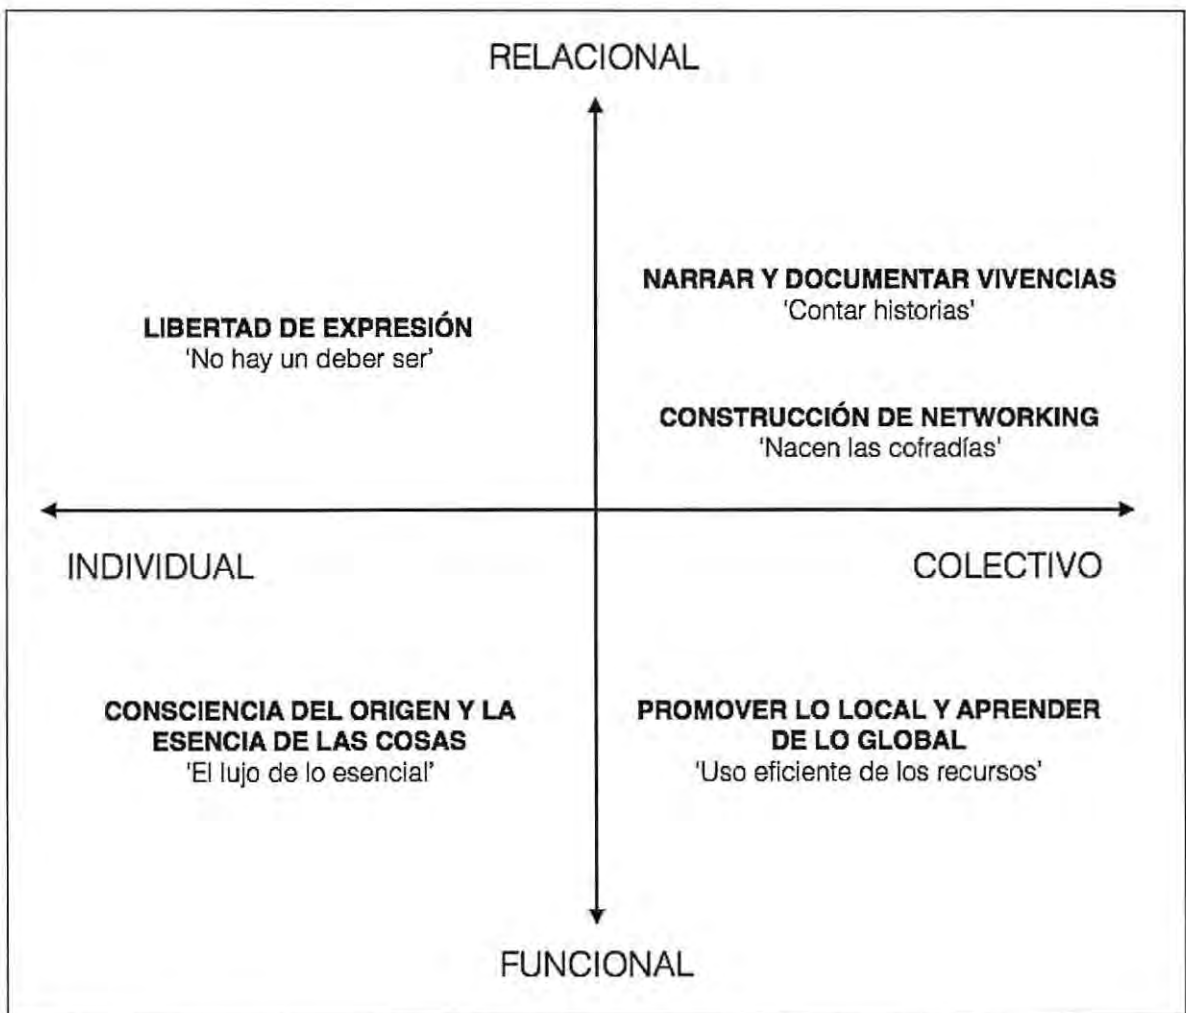 RELACIONAL
NARRAR Y DOCUMENTAR VIVENCIAS
'Contar historias'
LIBERTAD DE EXPRESIÓN
'No hay un deber ser'
CONSTRUCCIÓN DE NETWORKING
'Nacen las cofradías'
INDIVIDUAL
COLECTIVO
CONSCIENCIA DEL ORIGEN Y LA
ESENCIA DE LAS COSAS
'El lujo de lo esencial'
PROMOVER LO LOCAL Y APRENDER
DE LO GLOBAL
'Uso eficiente de los recursos'
FUNCIONAL